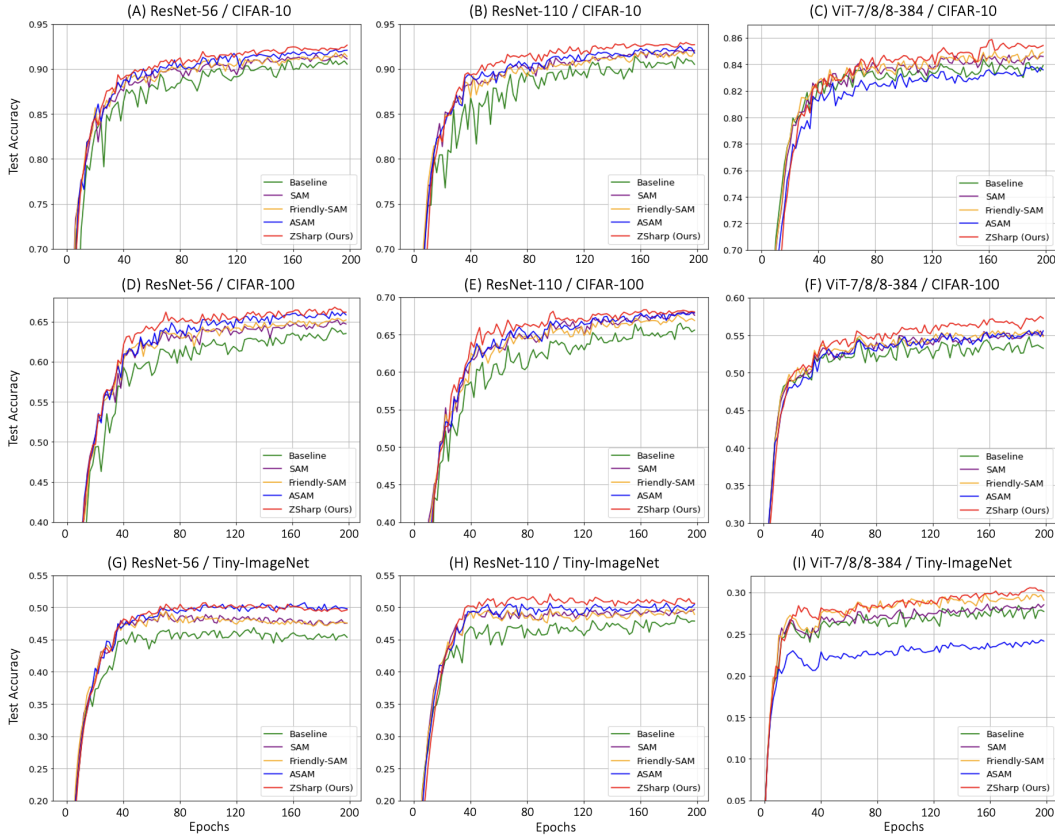 (A) ResNet-56 / CIFAR-10
0.95
0.90
0.85
0.80
0.75
0.70
Test Accuracy
0 40 80 120 160 200
Baseline
SAM
Friendly-SAM
ASAM
ZSharp (Ours)
(B) ResNet-110 / CIFAR-10
0.95
0.90
0.85
0.80
0.75
0.70
0 40 80 120 160 200
Baseline
SAM
Friendly-SAM
ASAM
ZSharp (Ours)
(C) ViT-7/8/8-384 / CIFAR-10
0.86
0.84
0.82
0.80
0.78
0.76
0.74
0.72
0.70
0 40 80 120 160 200
Baseline
SAM
Friendly-SAM
ASAM
ZSharp (Ours)
(D) ResNet-56 / CIFAR-100
0.65
0.60
0.55
0.50
0.45
0.40
Test Accuracy
0 40 80 120 160 200
Baseline
SAM
Friendly-SAM
ASAM
ZSharp (Ours)
(E) ResNet-110 / CIFAR-100
0.70
0.65
0.60
0.55
0.50
0.45
0.40
0 40 80 120 160 200
Baseline
SAM
Friendly-SAM
ASAM
ZSharp (Ours)
(F) ViT-7/8/8-384 / CIFAR-100
0.60
0.55
0.50
0.45
0.40
0.35
0.30
0 40 80 120 160 200
Baseline
SAM
Friendly-SAM
ASAM
ZSharp (Ours)
(G) ResNet-56 / Tiny-ImageNet
0.55
0.50
0.45
0.40
0.35
0.30
0.25
0.20
Test Accuracy
0 40 80 120 160 200
Epochs
Baseline
SAM
Friendly-SAM
ASAM
ZSharp (Ours)
(H) ResNet-110 / Tiny-ImageNet
0.55
0.50
0.45
0.40
0.35
0.30
0.25
0.20
0 40 80 120 160 200
Epochs
Baseline
SAM
Friendly-SAM
ASAM
ZSharp (Ours)
(I) ViT-7/8/8-384 / Tiny-ImageNet
0.30
0.25
0.20
0.15
0.10
0.05
0 40 80 120 160 200
Epochs
Baseline
SAM
Friendly-SAM
ASAM
ZSharp (Ours)